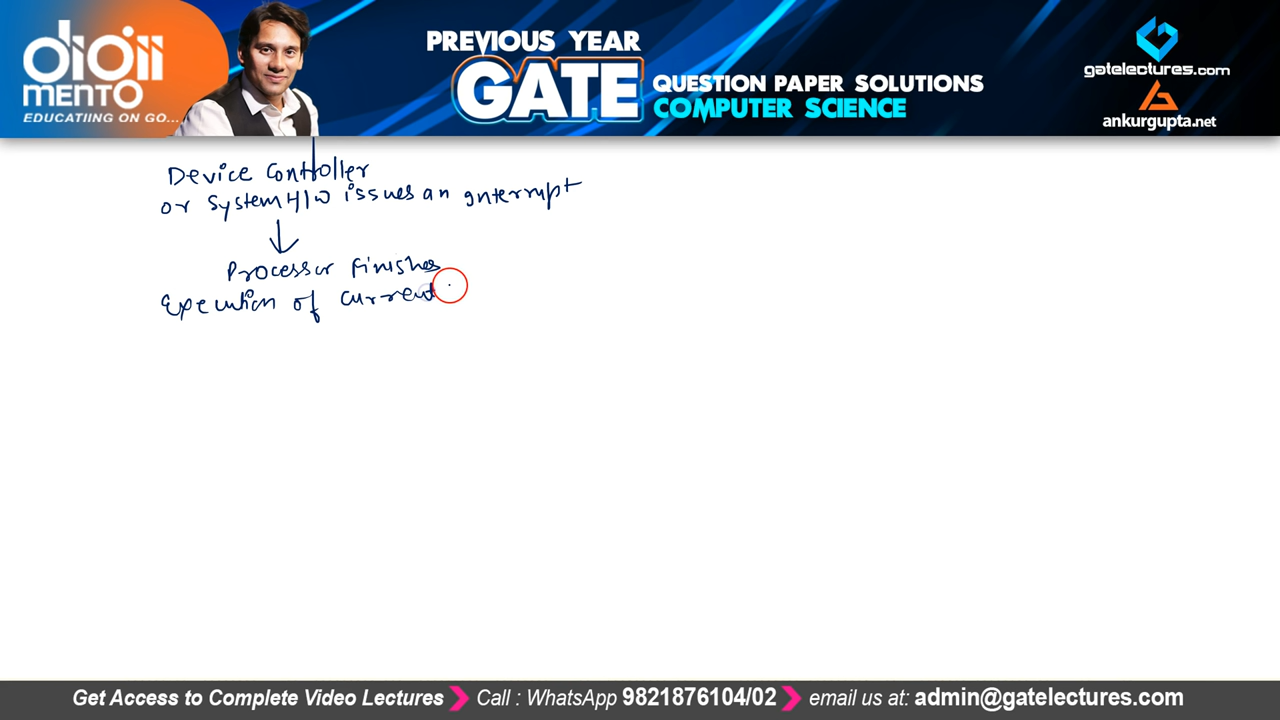 digiimento
EDUCATIING ON GO...
PREVIOUS YEAR
GATE
QUESTION PAPER SOLUTIONS
COMPUTER SCIENCE
gatelectures.com
ankurgupta.net
Device Controller
or System H/W issues an interrupt
Processor Finishes
Execution of current
Get Access to Complete Video Lectures
Call : WhatsApp 9821876104/02
email us at: admin@gatelectures.com